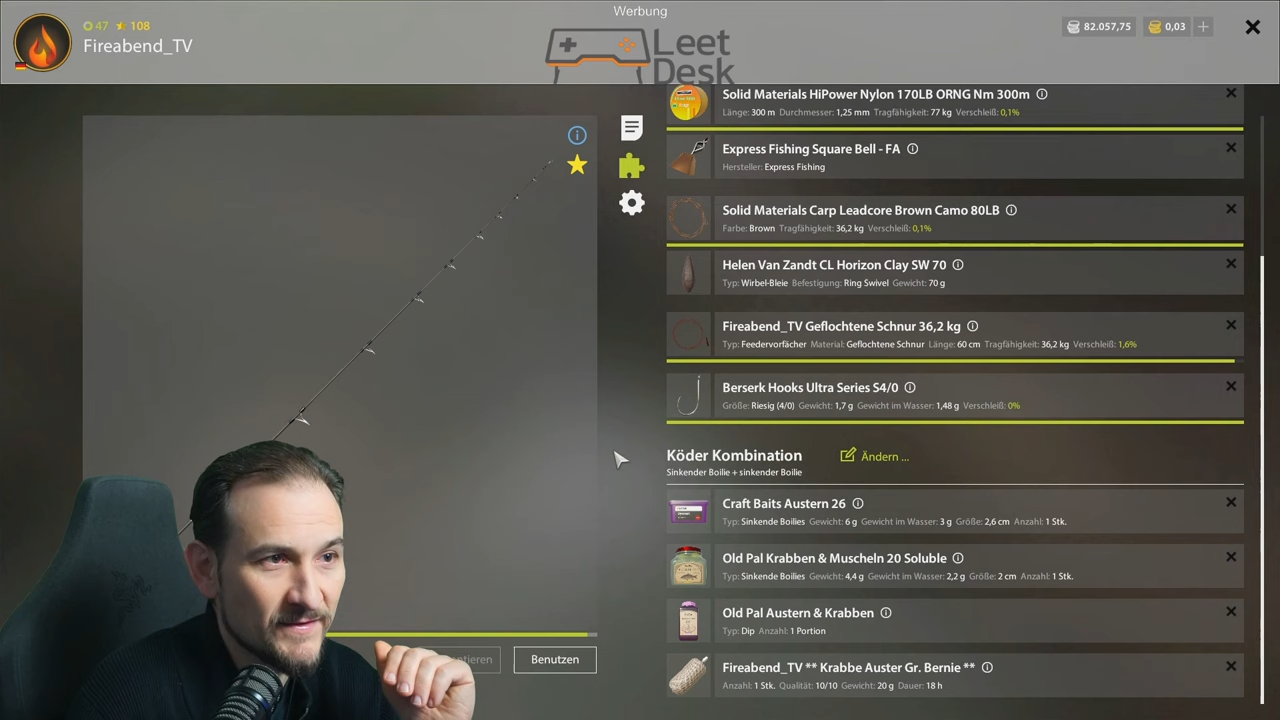 Werbung
47 108
Fireabend_TV
Leet
Desk
82.057,75
0,03
Solid Materials HiPower Nylon 170LB ORNG Nm 300m
Länge: 300 m Durchmesser: 1,25 mm Tragfähigkeit: 77 kg Verschleiß: 0,1%
Express Fishing Square Bell - FA
Hersteller: Express Fishing
Solid Materials Carp Leadcore Brown Camo 80LB
Farbe: Brown Tragfähigkeit: 36,2 kg Verschleiß: 0,1%
Helen Van Zandt CL Horizon Clay SW 70
Typ: Wirbel-Bleie Befestigung: Ring Swivel Gewicht: 70 g
Fireabend_TV Geflochtene Schnur 36,2 kg
Typ: Feedervorfächer Material: Geflochtene Schnur Länge: 60 cm Tragfähigkeit: 36,2 kg Verschleiß: 1,6%
Berserk Hooks Ultra Series S4/0
Größe: Riesig (4/0) Gewicht: 1,7 g Gewicht im Wasser: 1,48 g Verschleiß: 0%
Köder Kombination
Ändern ...
Sinkender Boilie + sinkender Boilie
Craft Baits Austern 26
Typ: Sinkende Boilies Gewicht: 6 g Gewicht im Wasser: 3 g Größe: 2,6 cm Anzahl: 1 Stk.
Old Pal Krabben & Muscheln 20 Soluble
Typ: Sinkende Boilies Gewicht: 4,4 g Gewicht im Wasser: 2,2 g Größe: 2 cm Anzahl: 1 Stk.
Old Pal Austern & Krabben
Typ: Dip Anzahl: 1 Portion
Fireabend_TV ** Krabbe Auster Gr. Bernie **
Anzahl: 1 Stk. Qualität: 10/10 Gewicht: 20 g Dauer: 18 h
Benutzen